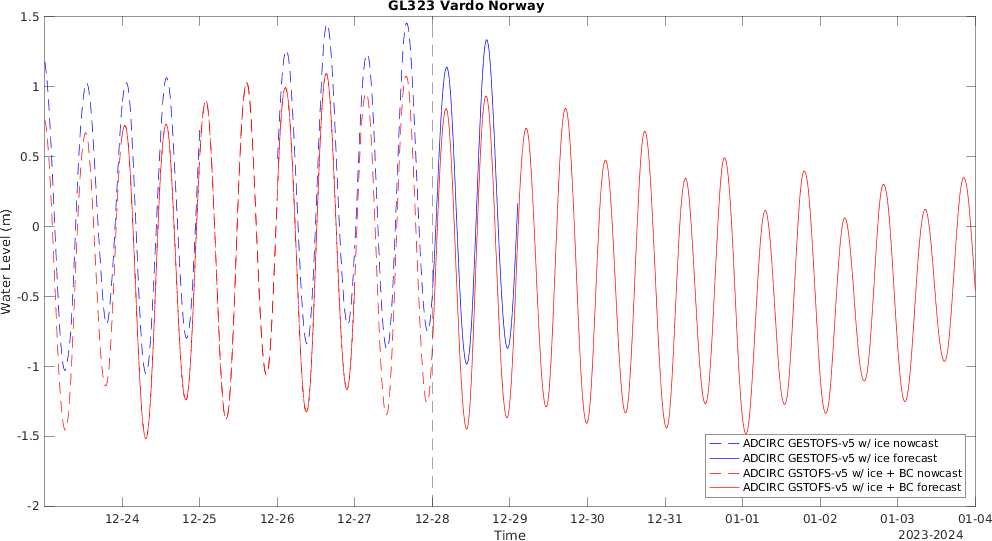 GL323 Vardo Norway
1.5
1
0.5
0
-0.5
-1
-1.5
-2
Water Level (m)
ADCIRC GESTOFS-v5 w/ ice nowcast
ADCIRC GESTOFS-v5 w/ ice forecast
ADCIRC GSTOFS-v5 w/ ice + BC nowcast
ADCIRC GSTOFS-v5 w/ ice + BC forecast
12-24 12-25 12-26 12-27 12-28 12-29 12-30 12-31 01-01 01-02 01-03 01-04
Time
2023-2024